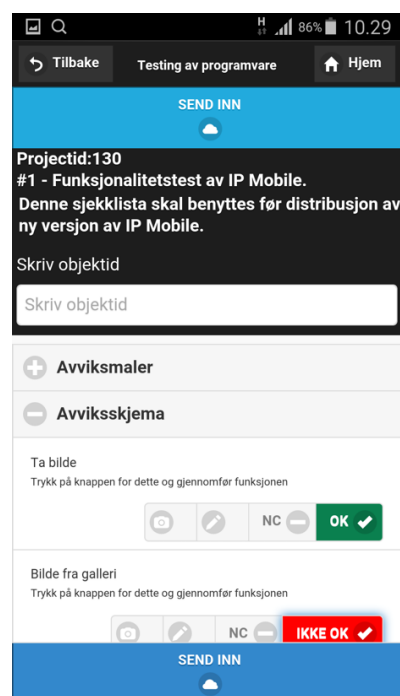 H 86% 10.29
Tilbake Testing av programvare Hjem
SEND INN
Projectid:130
#1 - Funksjonalitetstest av IP Mobile.
Denne sjekklista skal benyttes før distribusjon av
ny versjon av IP Mobile.
Skriv objektid
Skriv objektid
Avviksmaler
Avviksskjema
Ta bilde
Trykk på knappen for dette og gjennomfør funksjonen
NC OK
Bilde fra galleri
Trykk på knappen for dette og gjennomfør funksjonen
NC IKKE OK
SEND INN